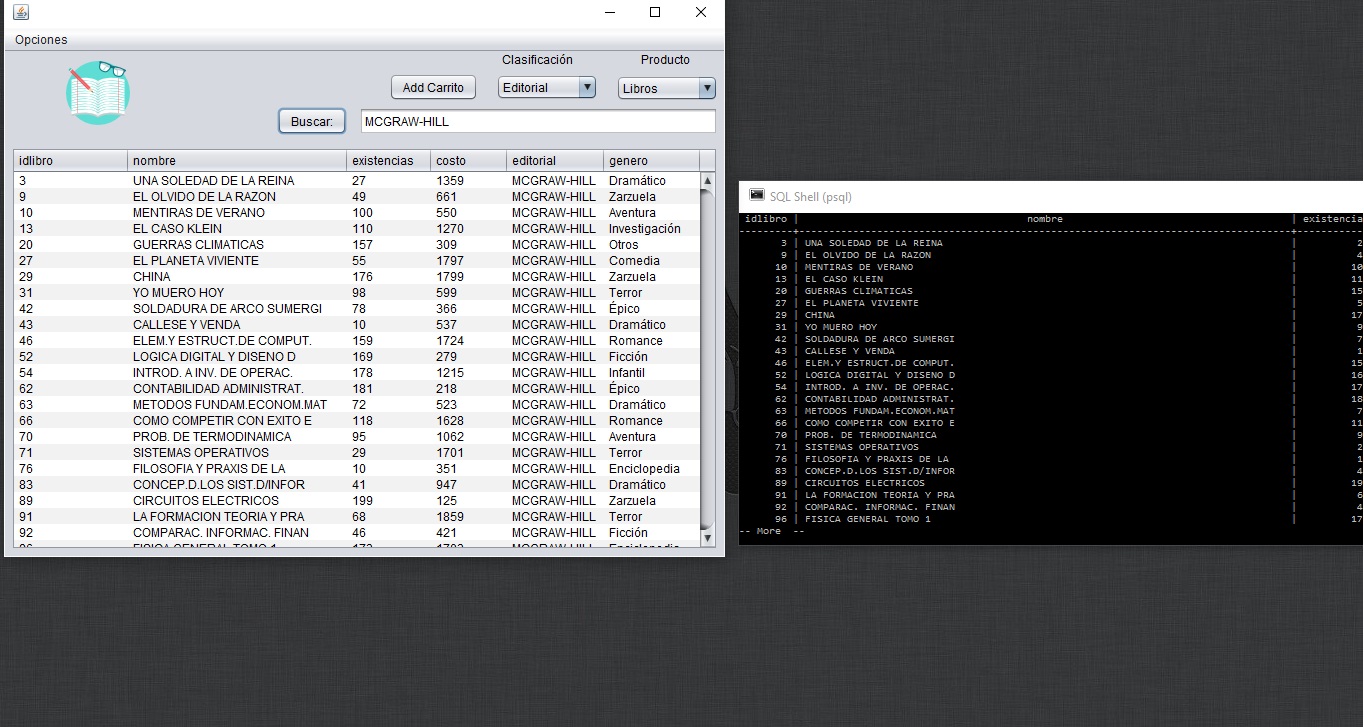 Opciones
Clasificación Producto
Add Carrito Editorial Libros
Buscar: MCGRAW-HILL
idlibro nombre existencias costo editorial genero
3 UNA SOLEDAD DE LA REINA 27 1359 MCGRAW-HILL Dramático
9 EL OLVIDO DE LA RAZON 49 661 MCGRAW-HILL Zarzuela
10 MENTIRAS DE VERANO 100 550 MCGRAW-HILL Aventura
13 EL CASO KLEIN 110 1270 MCGRAW-HILL Investigación
20 GUERRAS CLIMATICAS 157 309 MCGRAW-HILL Otros
27 EL PLANETA VIVIENTE 55 1797 MCGRAW-HILL Comedia
29 CHINA 176 1799 MCGRAW-HILL Zarzuela
31 YO MUERO HOY 98 599 MCGRAW-HILL Terror
42 SOLDADURA DE ARCO SUMERGI 78 366 MCGRAW-HILL Épico
43 CALLESE Y VENDA 10 537 MCGRAW-HILL Dramático
46 ELEM.Y ESTRUCT.DE COMPUT. 159 1724 MCGRAW-HILL Romance
52 LOGICA DIGITAL Y DISENO D 169 279 MCGRAW-HILL Ficción
54 INTROD. A INV. DE OPERAC. 178 1215 MCGRAW-HILL Infantil
62 CONTABILIDAD ADMINISTRAT. 181 218 MCGRAW-HILL Épico
63 METODOS FUNDAM.ECONOM.MAT 72 523 MCGRAW-HILL Dramático
66 COMO COMPETIR CON EXITO E 118 1628 MCGRAW-HILL Romance
70 PROB. DE TERMODINAMICA 95 1062 MCGRAW-HILL Aventura
71 SISTEMAS OPERATIVOS 29 1701 MCGRAW-HILL Terror
76 FILOSOFIA Y PRAXIS DE LA 10 351 MCGRAW-HILL Enciclopedia
83 CONCEP.D.LOS SIST.D/INFOR 41 947 MCGRAW-HILL Dramático
89 CIRCUITOS ELECTRICOS 199 125 MCGRAW-HILL Zarzuela
91 LA FORMACION TEORIA Y PRA 68 1859 MCGRAW-HILL Terror
92 COMPARAC. INFORMAC. FINAN 46 421 MCGRAW-HILL Ficción
SQL Shell (psql)
idlibro | nombre | existencia
3 | UNA SOLEDAD DE LA REINA | 2
9 | EL OLVIDO DE LA RAZON | 4
10 | MENTIRAS DE VERANO | 10
13 | EL CASO KLEIN | 11
20 | GUERRAS CLIMATICAS | 15
27 | EL PLANETA VIVIENTE | 5
29 | CHINA | 17
31 | YO MUERO HOY | 9
42 | SOLDADURA DE ARCO SUMERGI | 7
43 | CALLESE Y VENDA | 1
46 | ELEM.Y ESTRUCT.DE COMPUT. | 15
52 | LOGICA DIGITAL Y DISENO D | 16
54 | INTROD. A INV. DE OPERAC. | 17
62 | CONTABILIDAD ADMINISTRAT. | 18
63 | METODOS FUNDAM.ECONOM.MAT | 7
66 | COMO COMPETIR CON EXITO E | 11
70 | PROB. DE TERMODINAMICA | 9
71 | SISTEMAS OPERATIVOS | 2
76 | FILOSOFIA Y PRAXIS DE LA | 1
83 | CONCEP.D.LOS SIST.D/INFOR | 4
89 | CIRCUITOS ELECTRICOS | 19
91 | LA FORMACION TEORIA Y PRA | 6
92 | COMPARAC. INFORMAC. FINAN | 4
96 | FISICA GENERAL TOMO 1 | 17
-- More --